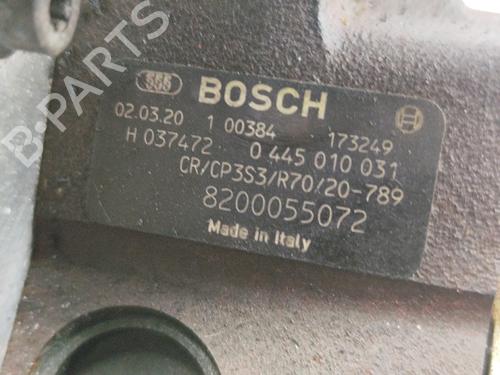 B-PARTS
555 BOSCH
02.03.20 1 00384 173249
H 037472 0 445 010 031
CR/CP3S3/R70/20-789
8200055072
Made in Italy